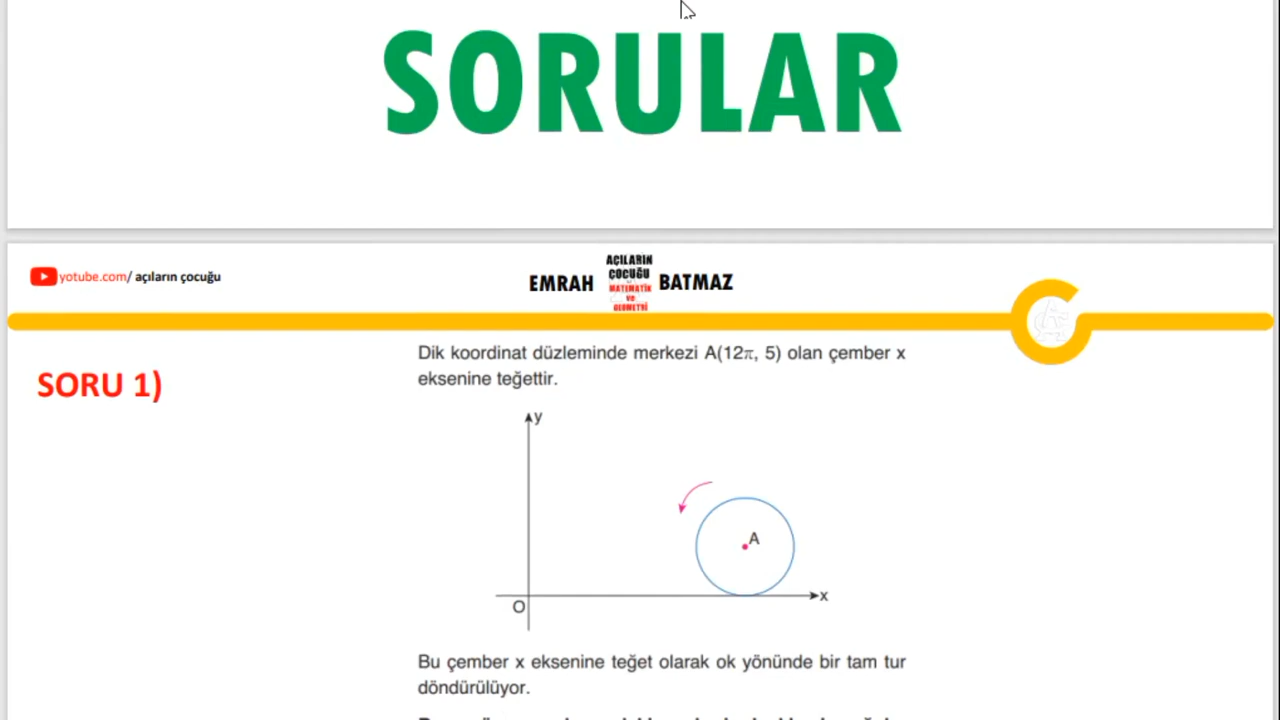 SORULAR
yotube.com/ açıların çocuğu
EMRAH
AÇILARIN
ÇOCUĞU
MATEMATİK
ve
GEOMETRİ
BATMAZ
SORU 1)
Dik koordinat düzleminde merkezi A(12π, 5) olan çember x
eksenine teğettir.
y
A
O
x
Bu çember x eksenine teğet olarak ok yönünde bir tam tur
döndürülüyor.